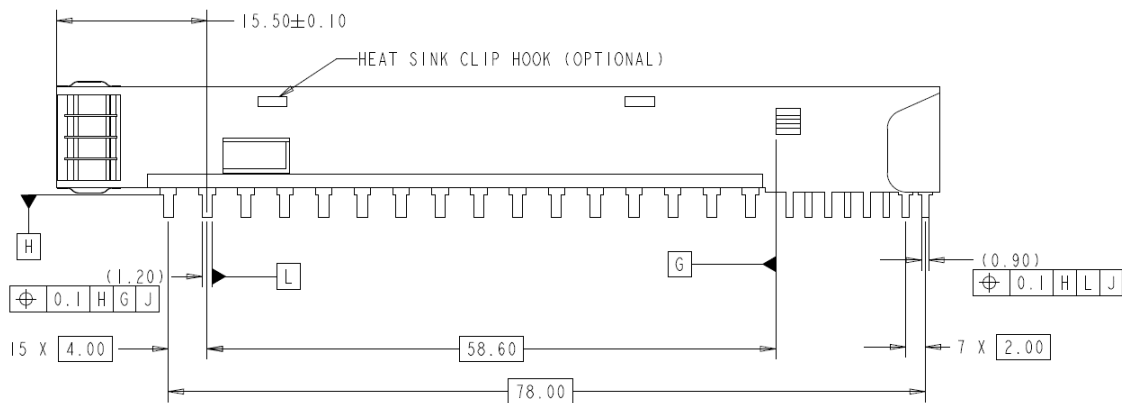 15.50±0.10
HEAT SINK CLIP HOOK (OPTIONAL)
H
(1.20)
L
G
(0.90)
⌖ 0.1 H G J
⌖ 0.1 H L J
15 X 4.00
58.60
7 X 2.00
78.00